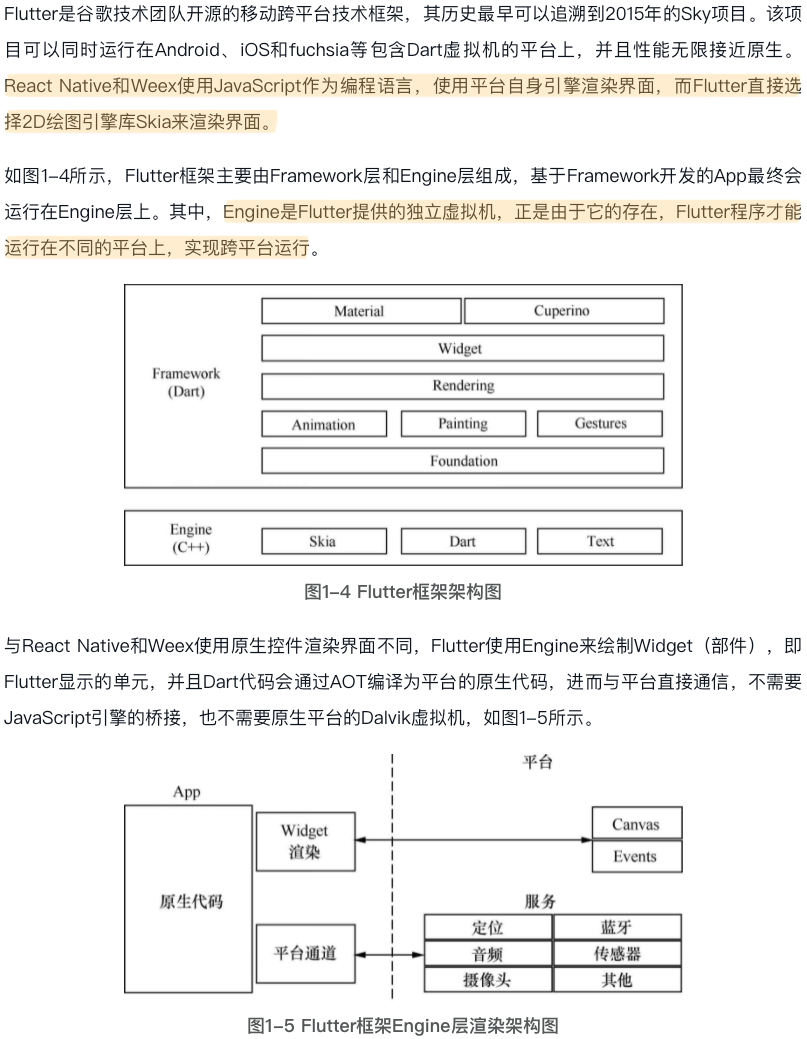 Flutter是谷歌技术团队开源的移动跨平台技术框架，其历史最早可以追溯到2015年的Sky项目。该项
目可以同时运行在Android、iOS和fuchsia等包含Dart虚拟机的平台上，并且性能无限接近原生。
React Native和Weex使用JavaScript作为编程语言，使用平台自身引擎渲染界面，而Flutter直接选
择2D绘图引擎库Skia来渲染界面。
如图1-4所示，Flutter框架主要由Framework层和Engine层组成，基于Framework开发的App最终会
运行在Engine层上。其中，Engine是Flutter提供的独立虚拟机，正是由于它的存在，Flutter程序才能
运行在不同的平台上，实现跨平台运行。
Material
Cuperino
Widget
Framework
(Dart)
Rendering
Animation
Painting
Gestures
Foundation
Engine
(C++)
Skia
Dart
Text
图1-4 Flutter框架架构图
与React Native和Weex使用原生控件渲染界面不同，Flutter使用Engine来绘制Widget（部件），即
Flutter显示的单元，并且Dart代码会通过AOT编译为平台的原生代码，进而与平台直接通信，不需要
JavaScript引擎的桥接，也不需要原生平台的Dalvik虚拟机，如图1-5所示。
平台
App
Widget
渲染
Canvas
Events
原生代码
服务
平台通道
定位
蓝牙
音频
传感器
摄像头
其他
图1-5 Flutter框架Engine层渲染架构图